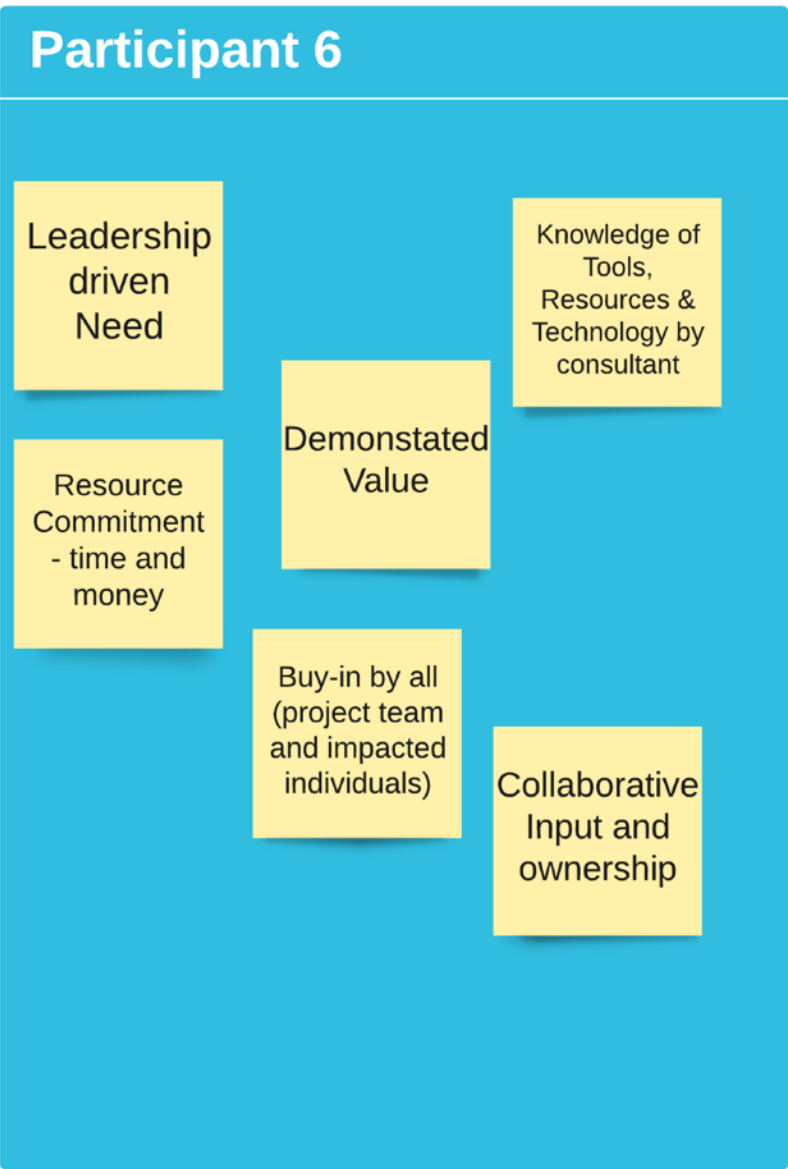 Participant 6
Leadership
driven
Need
Knowledge of
Tools,
Resources &
Technology by
consultant
Demonstated
Value
Resource
Commitment
- time and
money
Buy-in by all
(project team
and impacted
individuals)
Collaborative
Input and
ownership